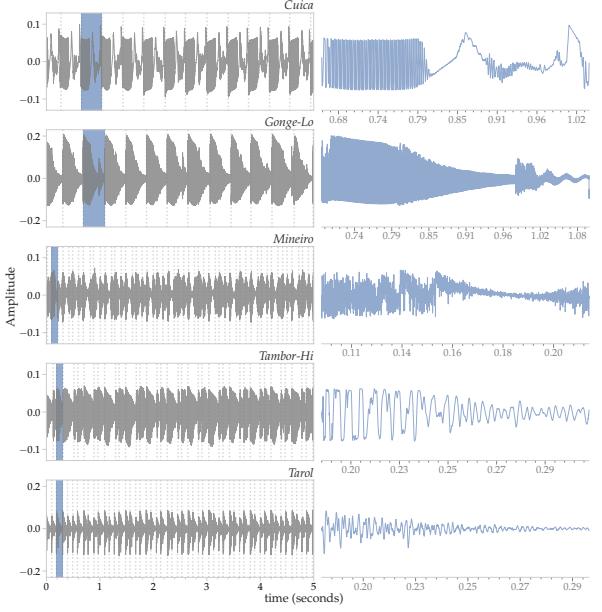 Cuica
0.1
0.0
−0.1
0.68 0.74 0.79 0.85 0.91 0.96 1.02
Gonge-Lo
0.2
0.0
−0.2
0.74 0.79 0.85 0.91 0.96 1.02 1.08
Mineiro
0.1
0.0
−0.1
0.11 0.14 0.16 0.18 0.20
Amplitude
Tambor-Hi
0.1
0.0
−0.1
0.20 0.23 0.25 0.27 0.29
Tarol
0.2
0.0
−0.2
0 1 2 3 4 5
0.20 0.23 0.25 0.27 0.29
time (seconds)